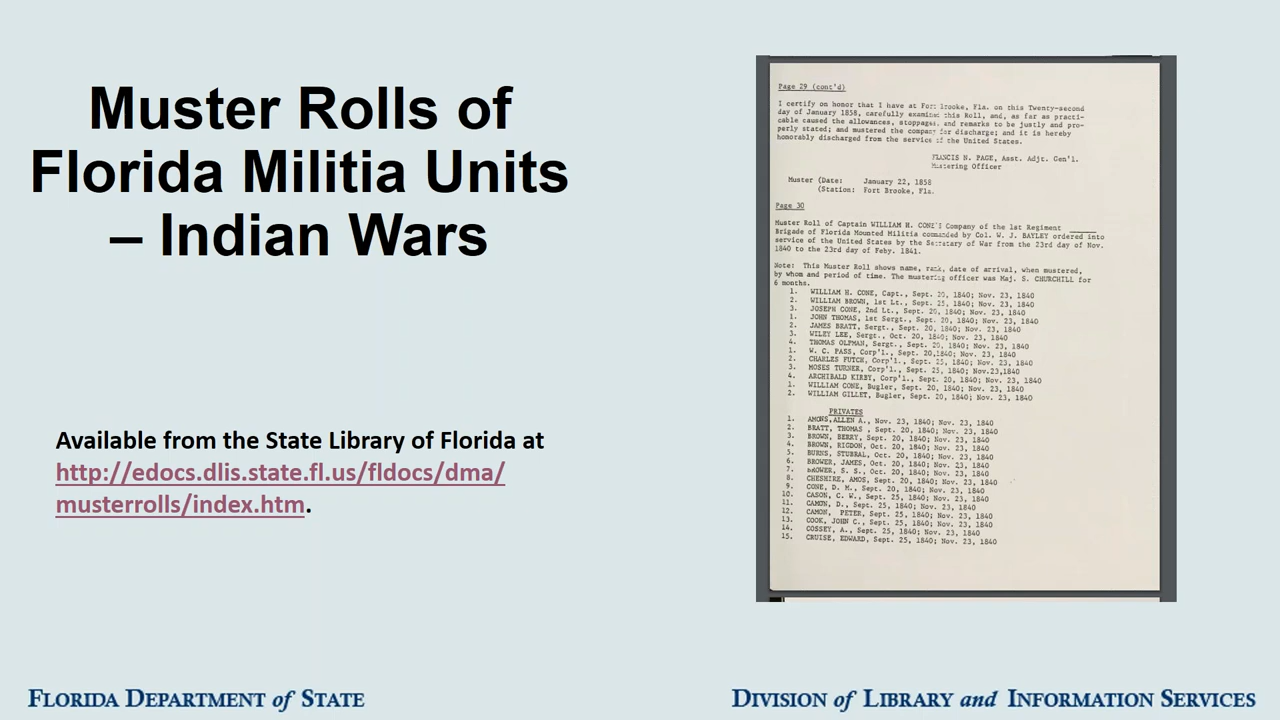 Muster Rolls of
Florida Militia Units
– Indian Wars
Available from the State Library of Florida at
http://edocs.dlis.state.fl.us/fldocs/dma/
musterrolls/index.htm.
Page 29 (cont'd)
I certify on honor that I have at Fort Brooke, Fla. on this Twenty-second
day of January 1858, carefully examined this Roll, and, as far as practi-
cable caused the allowances, stoppages, and remarks to be justly and pro-
perly stated; and mustered the company for discharge; and it is hereby
honorably discharged from the service of the United States.
FRANCIS N. PAGE, Asst. Adjt. Gen'l.
Mustering Officer
Muster (Date: January 22, 1858
(Station: Fort Brooke, Fla.
Page 30
Muster Roll of Captain WILLIAM H. CONE'S Company of the 1st Regiment
Brigade of Florida Mounted Militia commanded by Col. W. J. BAYLEY ordered into
service of the United States by the Secretary of War from the 23rd day of Nov.
1840 to the 23rd day of Feby. 1841.
Note: This Muster Roll shows name, rank, date of arrival, when mustered,
by whom and period of time. The mustering officer was Maj. S. CHURCHILL for
6 months.
1. WILLIAM H. CONE, Capt., Sept. 20, 1840; Nov. 23, 1840
2. WILLIAM BROWN, 1st Lt., Sept. 25, 1840; Nov. 23, 1840
3. JOSEPH CONE, 2nd Lt., Sept. 20, 1840; Nov. 23, 1840
1. JOHN THOMAS, 1st Sergt., Sept. 20, 1840; Nov. 23, 1840
2. JAMES BRATT, Sergt., Sept. 20, 1840; Nov. 23, 1840
3. WILEY LEE, Sergt., Oct. 20, 1840; Nov. 23, 1840
4. THOMAS OLFMAN, Sergt., Sept. 20, 1840; Nov. 23, 1840
1. W. C. PASS, Corp'l., Sept. 20,1840; Nov. 23, 1840
2. CHARLES FUTCH, Corp'l., Sept. 25, 1840; Nov. 23, 1840
3. MOSES TURNER, Corp'l., Sept. 25, 1840; Nov.23,1840
4. ARCHIBALD KIRBY, Corp'l., Sept. 20, 1840; Nov. 23, 1840
1. WILLIAM CONE, Bugler, Sept. 20, 1840; Nov. 23, 1840
2. WILLIAM GILLET, Bugler, Sept. 20, 1840; Nov. 23, 1840
PRIVATES
1. AMONS,ALLEN A., Nov. 23, 1840; Nov. 23, 1840
2. BRATT, THOMAS , Sept. 20, 1840; Nov. 23, 1840
3. BROWN, BERRY, Sept. 20, 1840; Nov. 23, 1840
4. BROWN, RIGDON, Oct. 20, 1840; Nov. 23, 1840
5. BURNS, STUBRAL, Oct. 20, 1840; Nov. 23, 1840
6. BROWER, JAMES, Oct. 20, 1840; Nov. 23, 1840
7. BROWER, S. S., Oct. 20, 1840; Nov. 23, 1840
8. CHESHIRE, AMOS, Sept. 20, 1840; Nov. 23, 1840
9. CONE, D. M., Sept. 20, 1840; Nov. 23, 1840
10. CASON, C. W., Sept. 25, 1840; Nov. 23, 1840
11. CAMON, D., Sept. 25, 1840; Nov. 23, 1840
12. CAMON, PETER, Sept. 25, 1840; Nov. 23, 1840
13. COOK, JOHN C., Sept. 25, 1840; Nov. 23, 1840
14. COSSEY, A., Sept. 25, 1840; Nov. 23, 1840
15. CRUISE, EDWARD, Sept. 25, 1840; Nov. 23, 1840
FLORIDA DEPARTMENT of STATE
DIVISION of LIBRARY and INFORMATION SERVICES